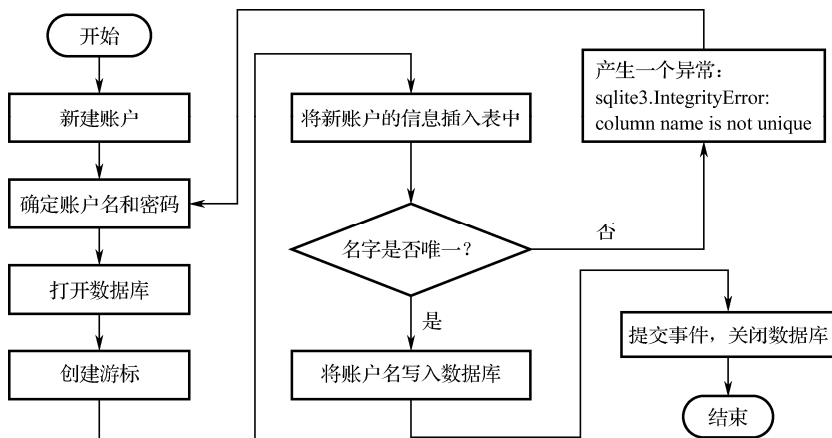 开始
新建账户
确定账户名和密码
打开数据库
创建游标
将新账户的信息插入表中
名字是否唯一?
是
否
将账户名写入数据库
产生一个异常:
sqlite3.IntegrityError:
column name is not unique
提交事件,关闭数据库
结束